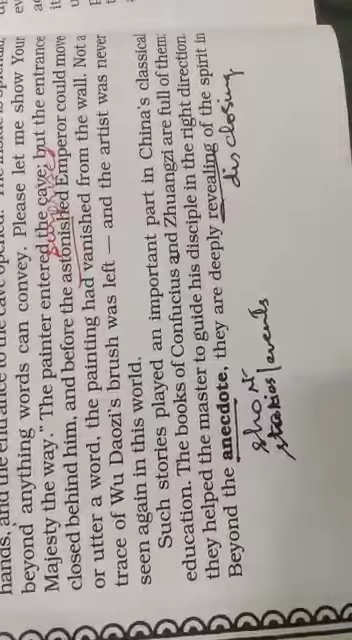 hands, and the entrance to the cave opened. The inside is splendid,
beyond anything words can convey. Please let me show Your
Majesty the way." The painter entered the cave; but the entrance
closed behind him, and before the astonished Emperor could move
or utter a word, the painting had vanished from the wall. Not a
trace of Wu Daozi's brush was left — and the artist was never
seen again in this world.
Such stories played an important part in China's classical
education. The books of Confucius and Zhuangzi are full of them;
they helped the master to guide his disciple in the right direction.
Beyond the anecdote, they are deeply revealing of the spirit in
disclosing
short
stories/events